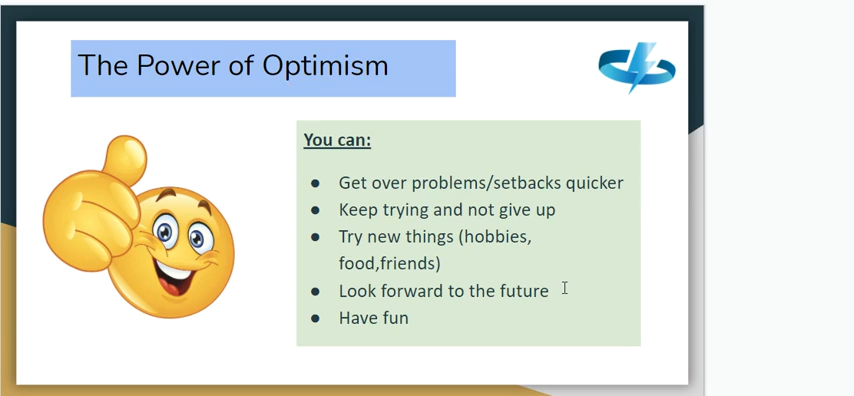 The Power of Optimism
You can:
● Get over problems/setbacks quicker
● Keep trying and not give up
● Try new things (hobbies,
food,friends)
● Look forward to the future
● Have fun